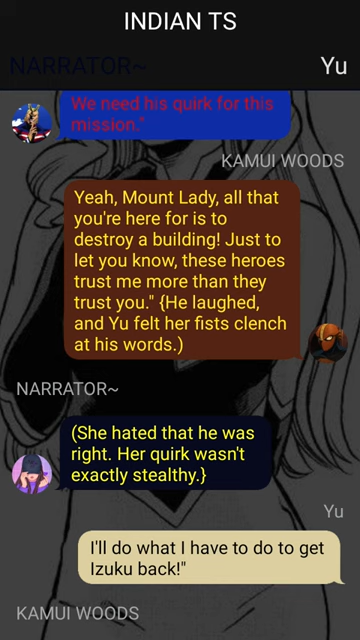 INDIAN TS
NARRATOR~
Yu
We need his quirk for this
mission."
KAMUI WOODS
Yeah, Mount Lady, all that
you're here for is to
destroy a building! Just to
let you know, these heroes
trust me more than they
trust you." {He laughed,
and Yu felt her fists clench
at his words.)
NARRATOR~
(She hated that he was
right. Her quirk wasn't
exactly stealthy.}
Yu
I'll do what I have to do to get
Izuku back!"
KAMUI WOODS